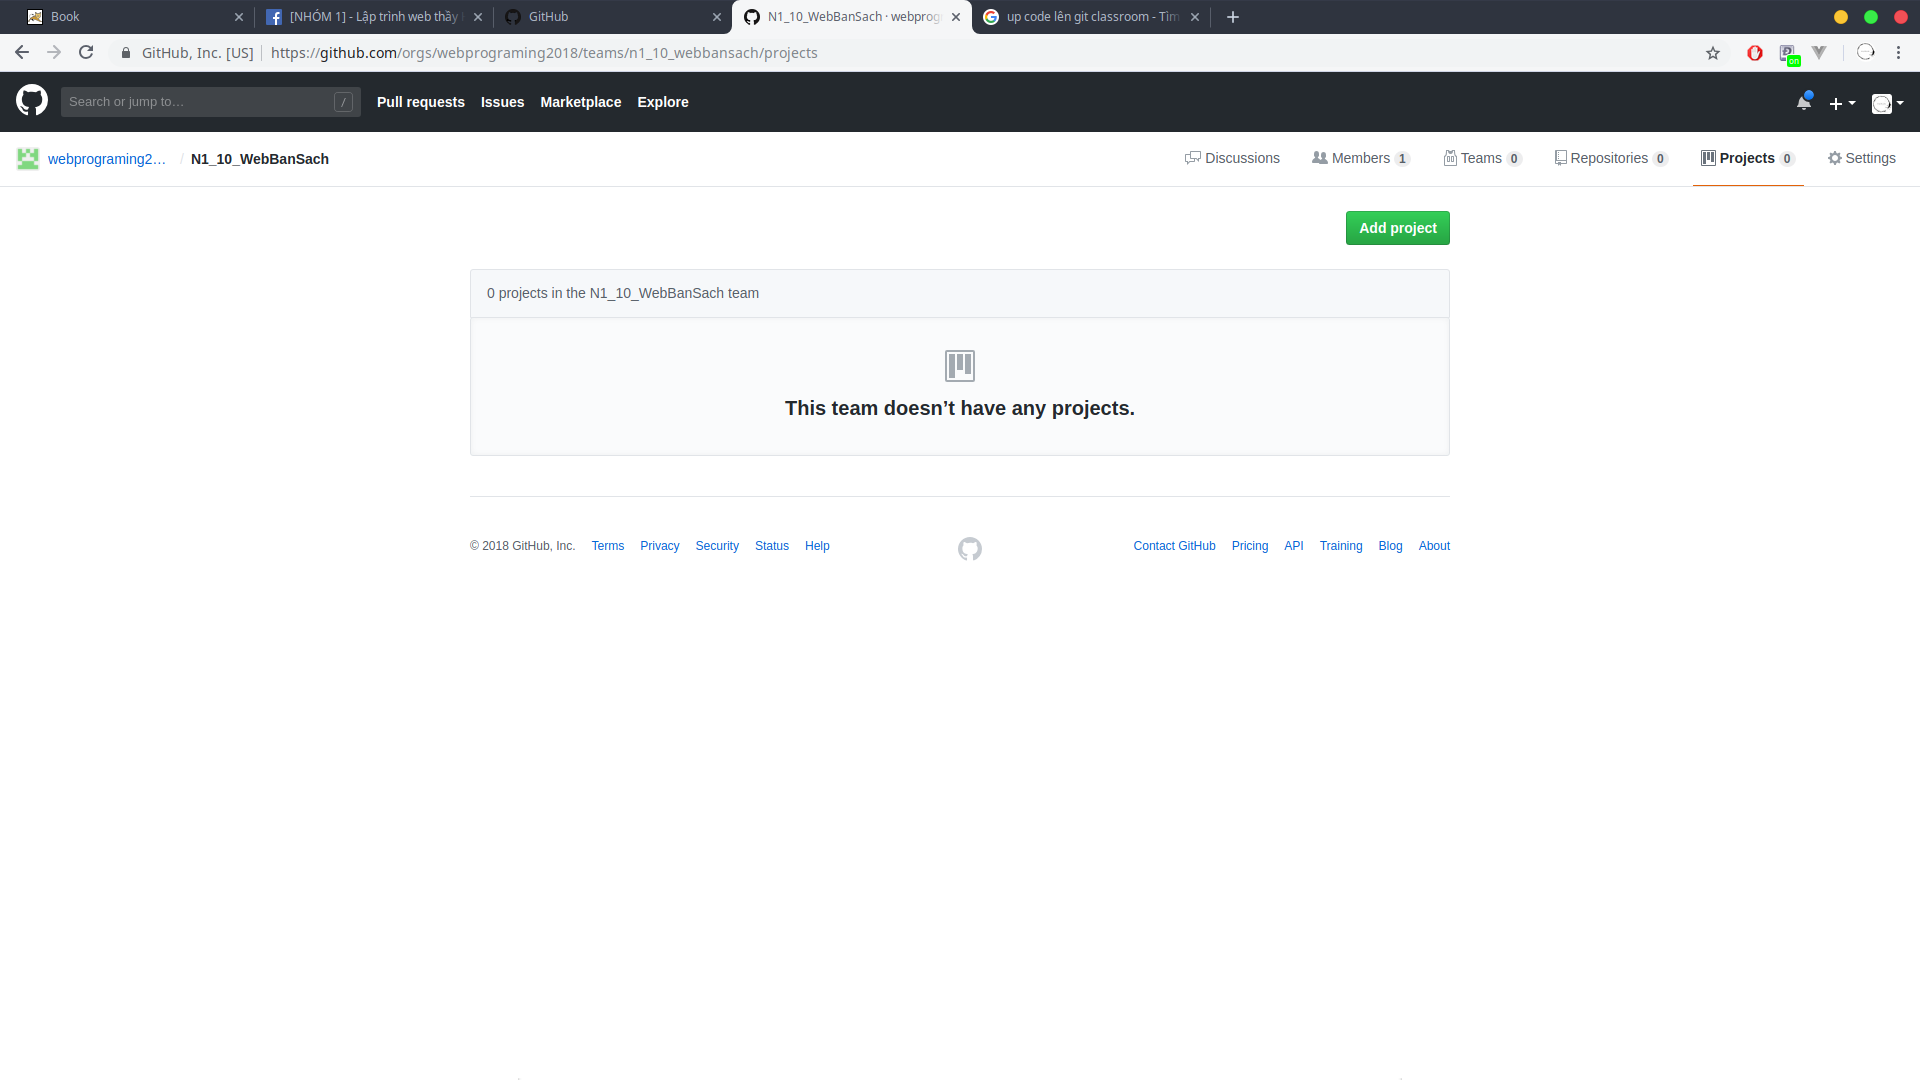 Book
[NHÓM 1] - Lập trình web thầy
GitHub
N1_10_WebBanSach · webprog
up code lên git classroom - Tìm
GitHub, Inc. [US]
https://github.com/orgs/webprograming2018/teams/n1_10_webbansach/projects
on
Search or jump to…
/
Pull requests
Issues
Marketplace
Explore
webprograming2…
/
N1_10_WebBanSach
Discussions
Members 1
Teams 0
Repositories 0
Projects 0
Settings
Add project
0 projects in the N1_10_WebBanSach team
This team doesn’t have any projects.
© 2018 GitHub, Inc.
Terms
Privacy
Security
Status
Help
Contact GitHub
Pricing
API
Training
Blog
About